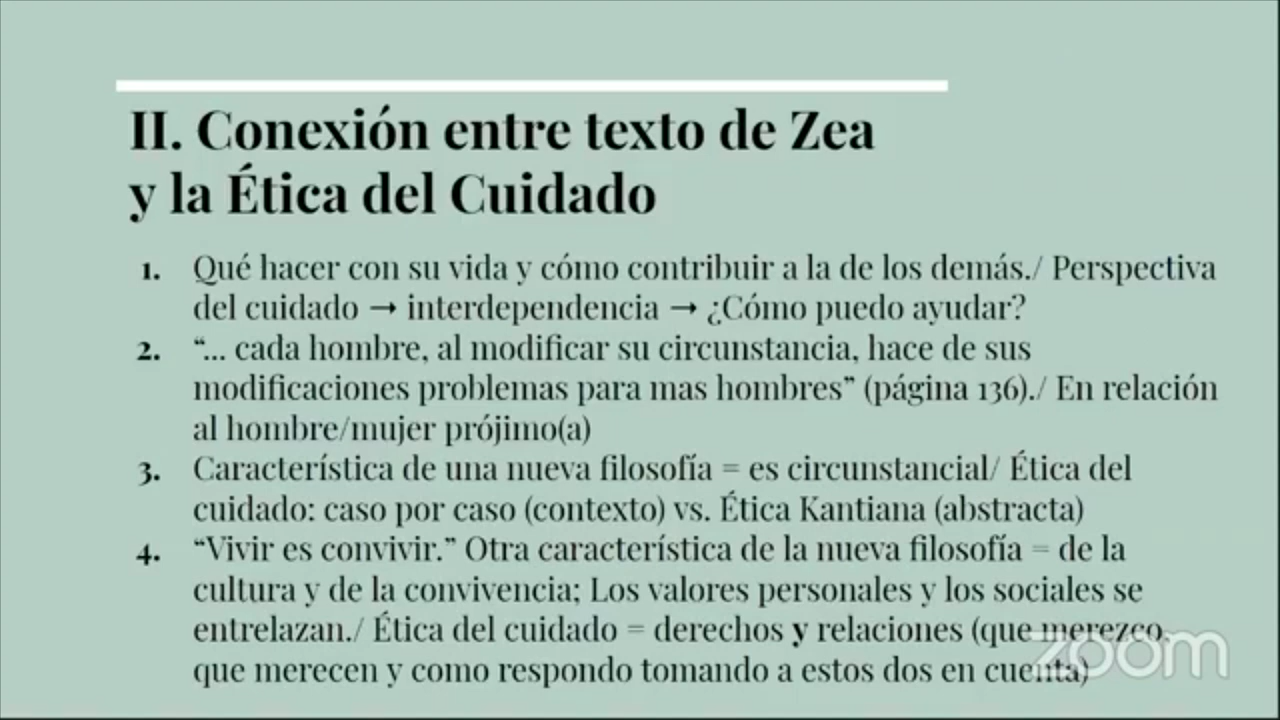 II. Conexión entre texto de Zea
y la Ética del Cuidado
1. Qué hacer con su vida y cómo contribuir a la de los demás./ Perspectiva
del cuidado → interdependencia → ¿Cómo puedo ayudar?
2. “... cada hombre, al modificar su circunstancia, hace de sus
modificaciones problemas para mas hombres” (página 136)./ En relación
al hombre/mujer prójimo(a)
3. Característica de una nueva filosofía = es circunstancial/ Ética del
cuidado: caso por caso (contexto) vs. Ética Kantiana (abstracta)
4. “Vivir es convivir.” Otra característica de la nueva filosofía = de la
cultura y de la convivencia; Los valores personales y los sociales se
entrelazan./ Ética del cuidado = derechos y relaciones (que merezco,
que merecen y como respondo tomando a estos dos en cuenta)
zoom